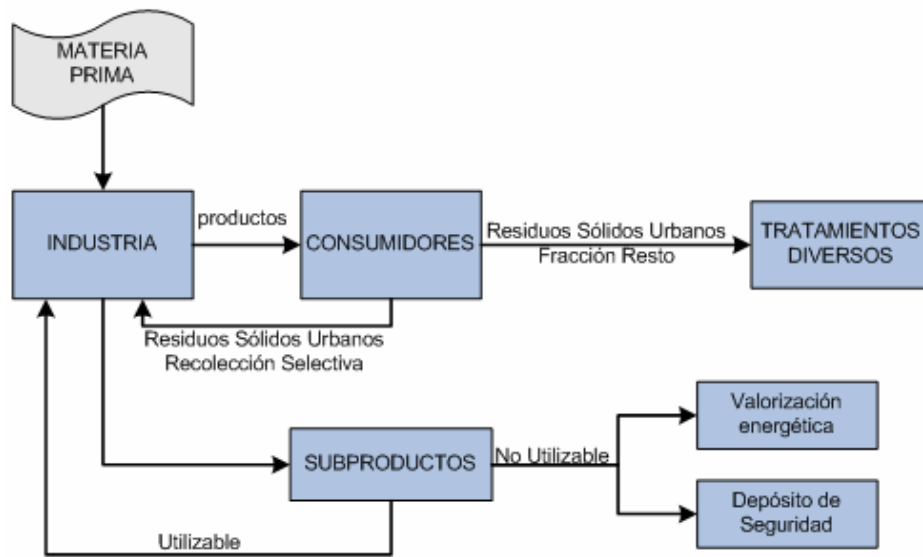 MATERIA
PRIMA
INDUSTRIA
productos
CONSUMIDORES
Residuos Sólidos Urbanos
Fracción Resto
TRATAMIENTOS
DIVERSOS
Residuos Sólidos Urbanos
Recolección Selectiva
SUBPRODUCTOS
No Utilizable
Valorización
energética
Depósito de
Seguridad
Utilizable